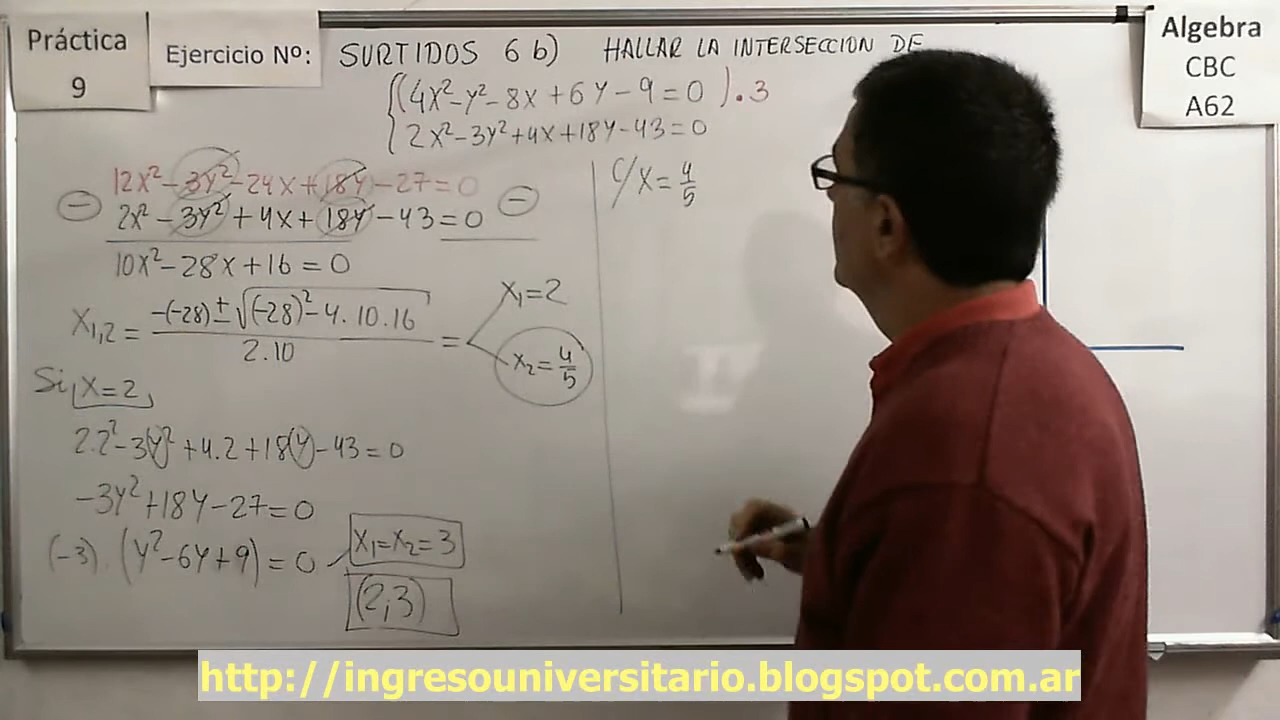 Práctica
9
Ejercicio Nº:
SURTIDOS 6 b) HALLAR LA INTERSECCION DE
Algebra
CBC
A62
(4X²-Y²-8X+6Y-9=0).3
2X²-3Y²+4X+18Y-43=0
12X²-3Y²-24X+18Y-27=0
2X²-3Y²+4X+18Y-43=0
10X²-28X+16=0
X1,2 = -(-28)±√(-28)²-4.10.16 / 2.10 =
X1=2
X2=4/5
Si X=2
2.2²-3(Y)²+4.2+18(Y)-43=0
-3Y²+18Y-27=0
(-3).(Y²-6Y+9)=0
X1=X2=3
(2;3)
C/X=4/5
http://ingresouniversitario.blogspot.com.ar